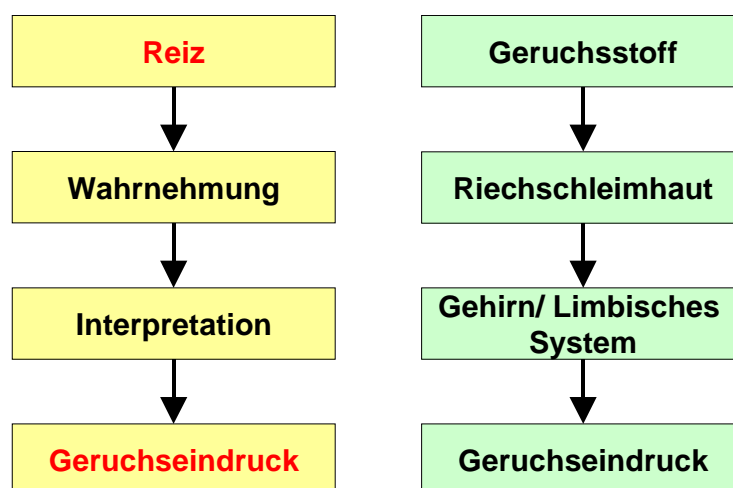 Reiz
Geruchsstoff
Wahrnehmung
Riechschleimhaut
Interpretation
Gehirn/ Limbisches
System
Geruchseindruck
Geruchseindruck